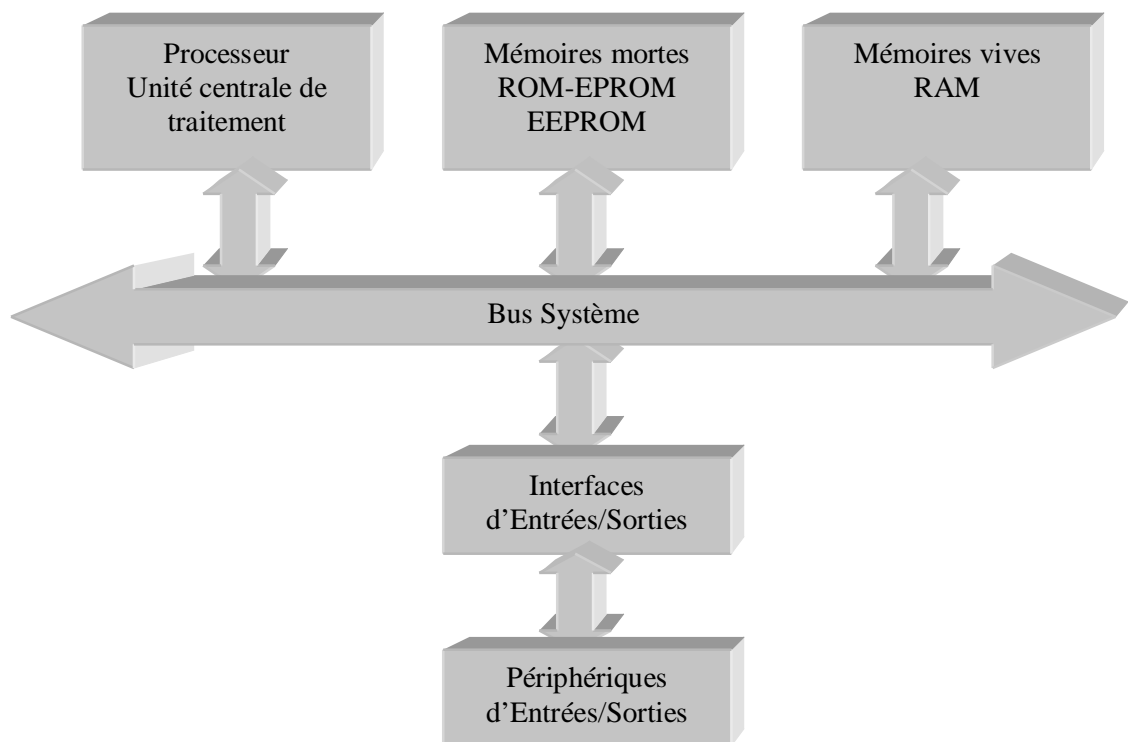 Processeur
Unité centrale de
traitement
Mémoires mortes
ROM-EPROM
EEPROM
Mémoires vives
RAM
Bus Système
Interfaces
d’Entrées/Sorties
Périphériques
d’Entrées/Sorties